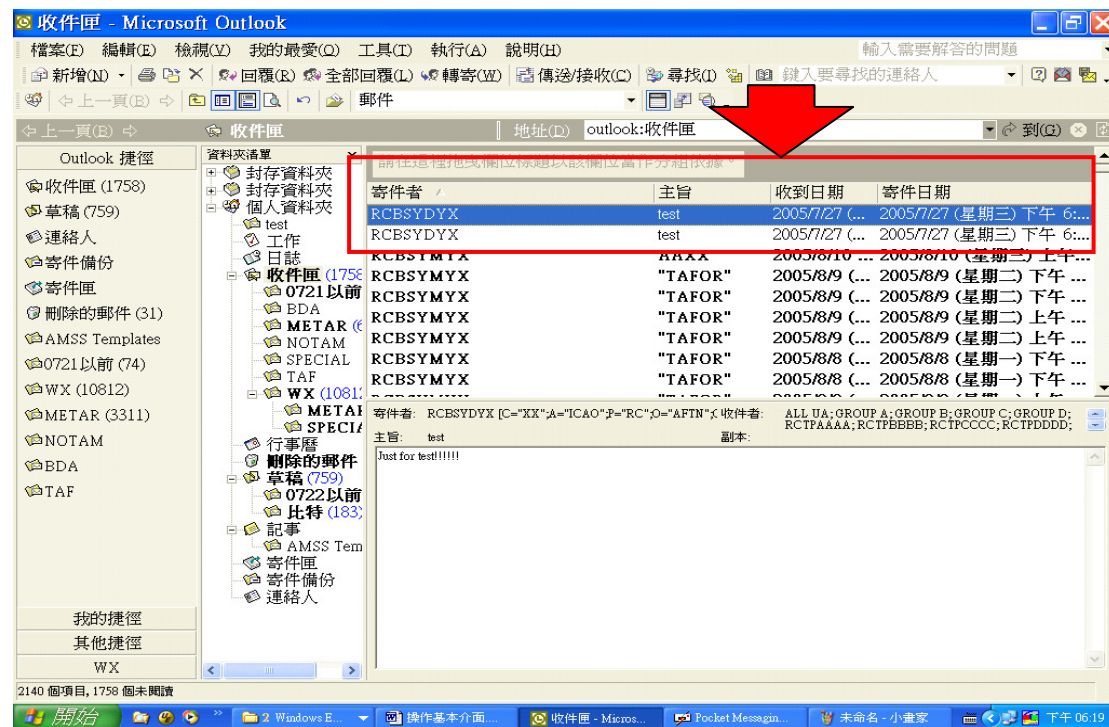 收件匣 - Microsoft Outlook
檔案(F) 編輯(E) 檢視(V) 我的最愛(O) 工具(T) 執行(A) 說明(H) 輸入需要解答的問題
新增(N) 回覆(R) 全部回覆(L) 轉寄(W) 傳送/接收(C) 尋找(I) 鍵入要尋找的連絡人
上一頁(B) 郵件
上一頁(B) 收件匣 地址(D) outlook:收件匣 到(G)
Outlook 捷徑
收件匣 (1758)
草稿 (759)
連絡人
寄件備份
寄件匣
刪除的郵件 (31)
AMSS Templates
0721以前 (74)
WX (10812)
METAR (3311)
NOTAM
BDA
TAF
我的捷徑
其他捷徑
WX
資料夾清單
封存資料夾
封存資料夾
個人資料夾
test
工作
日誌
收件匣 (1758
0721以前
BDA
METAR (6
NOTAM
SPECIAL
TAF
WX (10812
METAR
SPECIA
行事曆
刪除的郵件
草稿 (759)
0722以前
比特 (183)
記事
AMSS Tem
寄件匣
寄件備份
連絡人
請在這裡拖曳欄位標題以該欄位當作分組依據。
寄件者 主旨 收到日期 寄件日期
RCBSYDYX test 2005/7/27 (... 2005/7/27 (星期三) 下午 6:...
RCBSYDYX test 2005/7/27 (... 2005/7/27 (星期三) 下午 6:...
RCBSYMYX AAXX 2005/8/10 ... 2005/8/10 (星期三) 上午...
RCBSYMYX "TAFOR" 2005/8/9 (... 2005/8/9 (星期二) 下午 ...
RCBSYMYX "TAFOR" 2005/8/9 (... 2005/8/9 (星期二) 下午 ...
RCBSYMYX "TAFOR" 2005/8/9 (... 2005/8/9 (星期二) 上午 ...
RCBSYMYX "TAFOR" 2005/8/9 (... 2005/8/9 (星期二) 上午 ...
RCBSYMYX "TAFOR" 2005/8/8 (... 2005/8/8 (星期一) 下午 ...
RCBSYMYX "TAFOR" 2005/8/8 (... 2005/8/8 (星期一) 下午 ...
寄件者: RCBSYDYX [C="XX";A="ICAO";P="RC";O="AFTN";( 收件者: ALL UA;GROUP A;GROUP B;GROUP C;GROUP D;
RCTPAAAA;RCTPBBBB;RCTPCCCC;RCTPDDDD;
主旨: test 副本:
Just for test!!!!!!
2140 個項目, 1758 個未閱讀
開始 2 Windows E... 操作基本介面.... 收件匣 - Micros... Pocket Messagin... 未命名 - 小畫家 下午 06:19